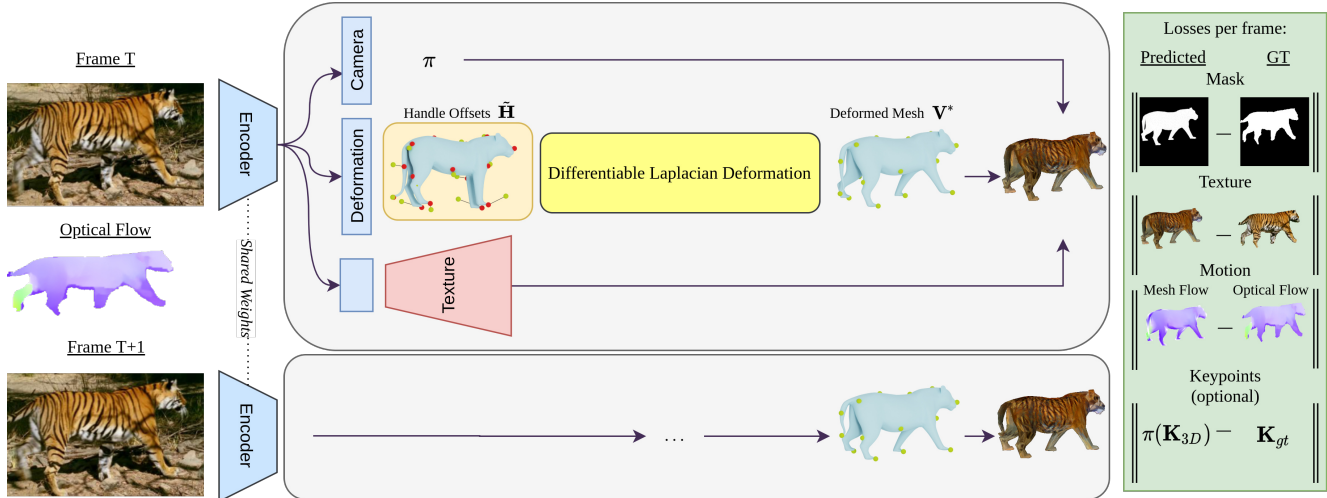 Frame T
Encoder
Optical Flow
Shared Weights
Frame T+1
Encoder
Camera
π
Handle Offsets H̃
Deformation
Differentiable Laplacian Deformation
Deformed Mesh V*
Texture
...
Losses per frame:
Predicted GT
Mask
−
Texture
−
Motion
Mesh Flow Optical Flow
−
Keypoints
(optional)
‖π(K₃D) − K_gt‖